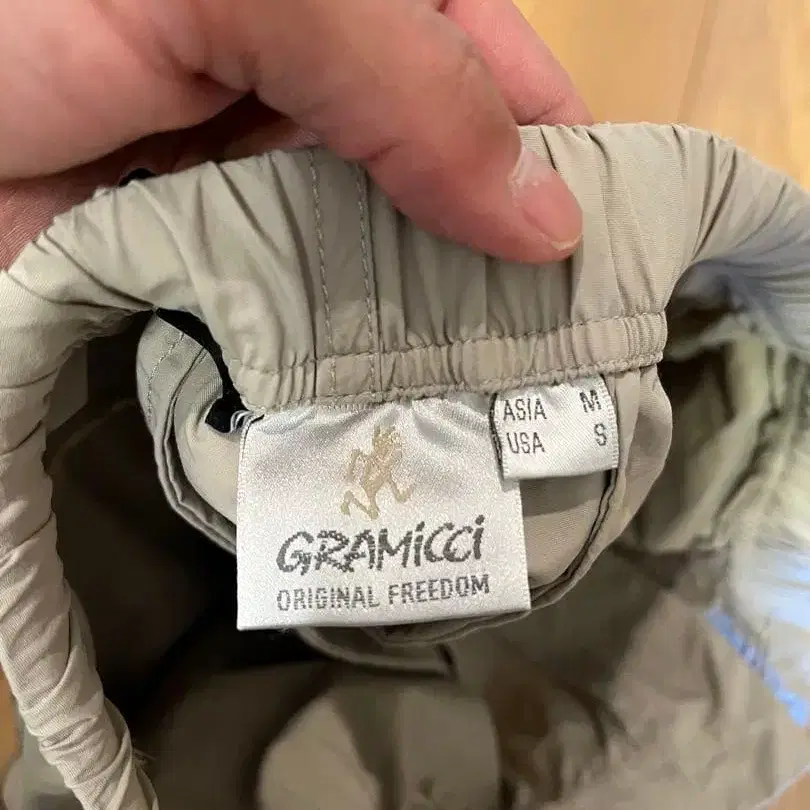 ASIA M
USA S
GRAMiCCi
ORIGINAL FREEDOM